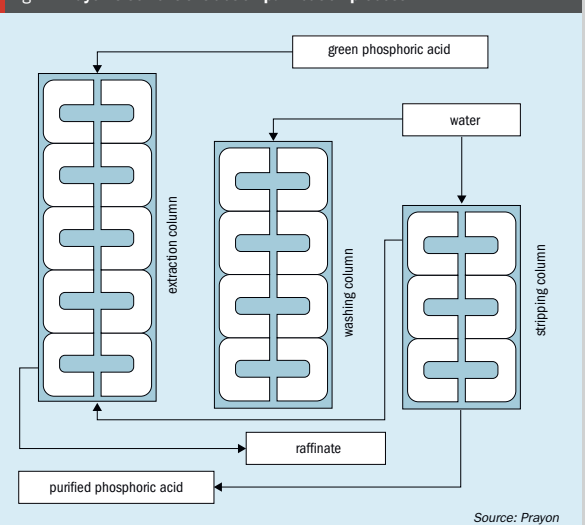 green phosphoric acid
water
extraction column
washing column
stripping column
raffinate
purified phosphoric acid
Source: Prayon